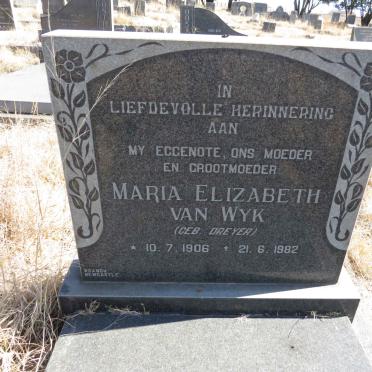 IN
LIEFDEVOLLE HERINNERING
AAN
MY EGGENOTE, ONS MOEDER
EN GROOTMOEDER
MARIA ELIZABETH
VAN WYK
(GEB. DREYER)
* 10.7.1906 + 21.6.1982
NEWCASTLE